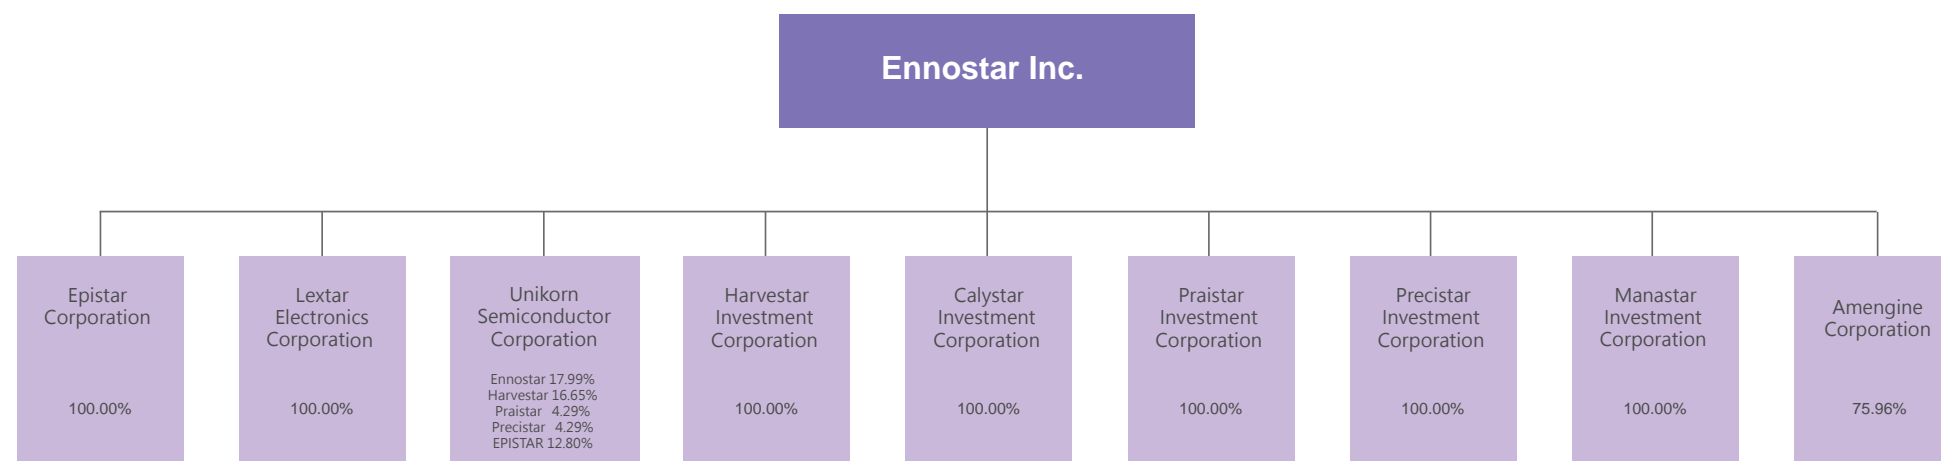 Ennostar Inc.
Epistar
Corporation
100.00%
Lextar
Electronics
Corporation
100.00%
Unikorn
Semiconductor
Corporation
Ennostar 17.99%
Harvestar 16.65%
Praistar 4.29%
Precistar 4.29%
EPISTAR 12.80%
Harvestar
Investment
Corporation
100.00%
Calystar
Investment
Corporation
100.00%
Praistar
Investment
Corporation
100.00%
Precistar
Investment
Corporation
100.00%
Manastar
Investment
Corporation
100.00%
Amengine
Corporation
75.96%